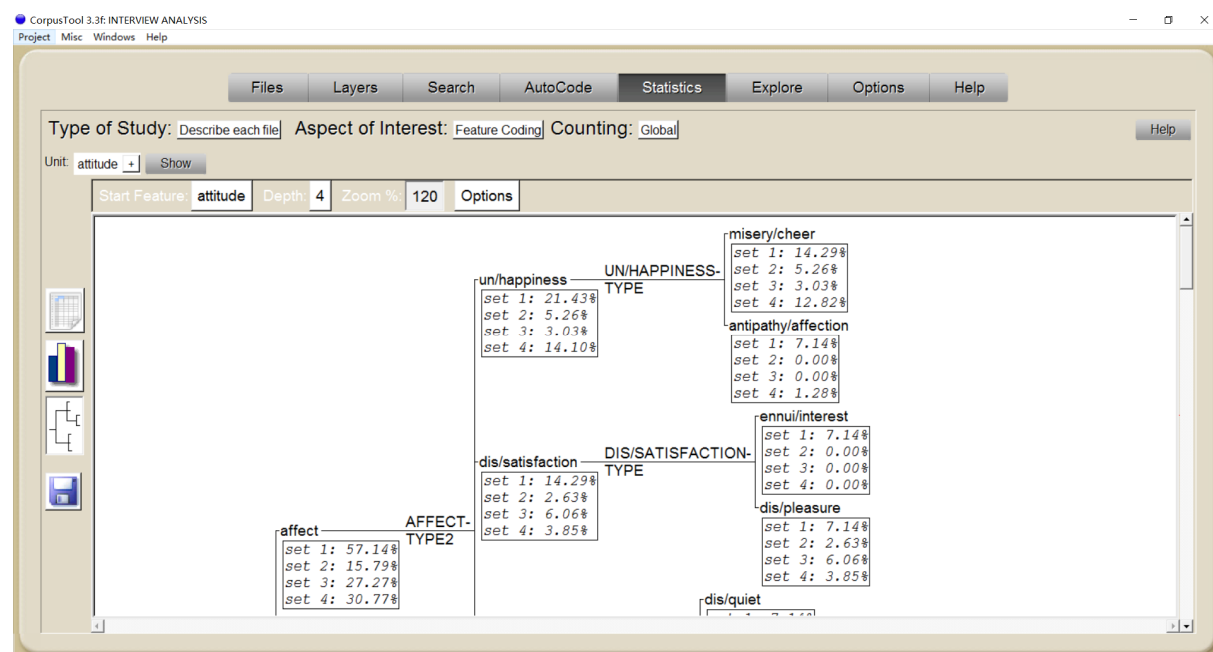 CorpusTool 3.3f: INTERVIEW ANALYSIS
Project Misc Windows Help
Files Layers Search AutoCode Statistics Explore Options Help
Type of Study: Describe each file Aspect of Interest: Feature Coding Counting: Global Help
Unit: attitude + Show
Start Feature: attitude Depth: 4 Zoom %: 120 Options
misery/cheer
set 1: 14.29%
set 2: 5.26%
set 3: 3.03%
set 4: 12.82%
un/happiness
UN/HAPPINESS-
TYPE
set 1: 21.43%
set 2: 5.26%
set 3: 3.03%
set 4: 14.10%
antipathy/affection
set 1: 7.14%
set 2: 0.00%
set 3: 0.00%
set 4: 1.28%
ennui/interest
set 1: 7.14%
set 2: 0.00%
set 3: 0.00%
set 4: 0.00%
dis/satisfaction
DIS/SATISFACTION-
TYPE
set 1: 14.29%
set 2: 2.63%
set 3: 6.06%
set 4: 3.85%
dis/pleasure
set 1: 7.14%
set 2: 2.63%
set 3: 6.06%
set 4: 3.85%
affect
AFFECT-
TYPE2
set 1: 57.14%
set 2: 15.79%
set 3: 27.27%
set 4: 30.77%
dis/quiet